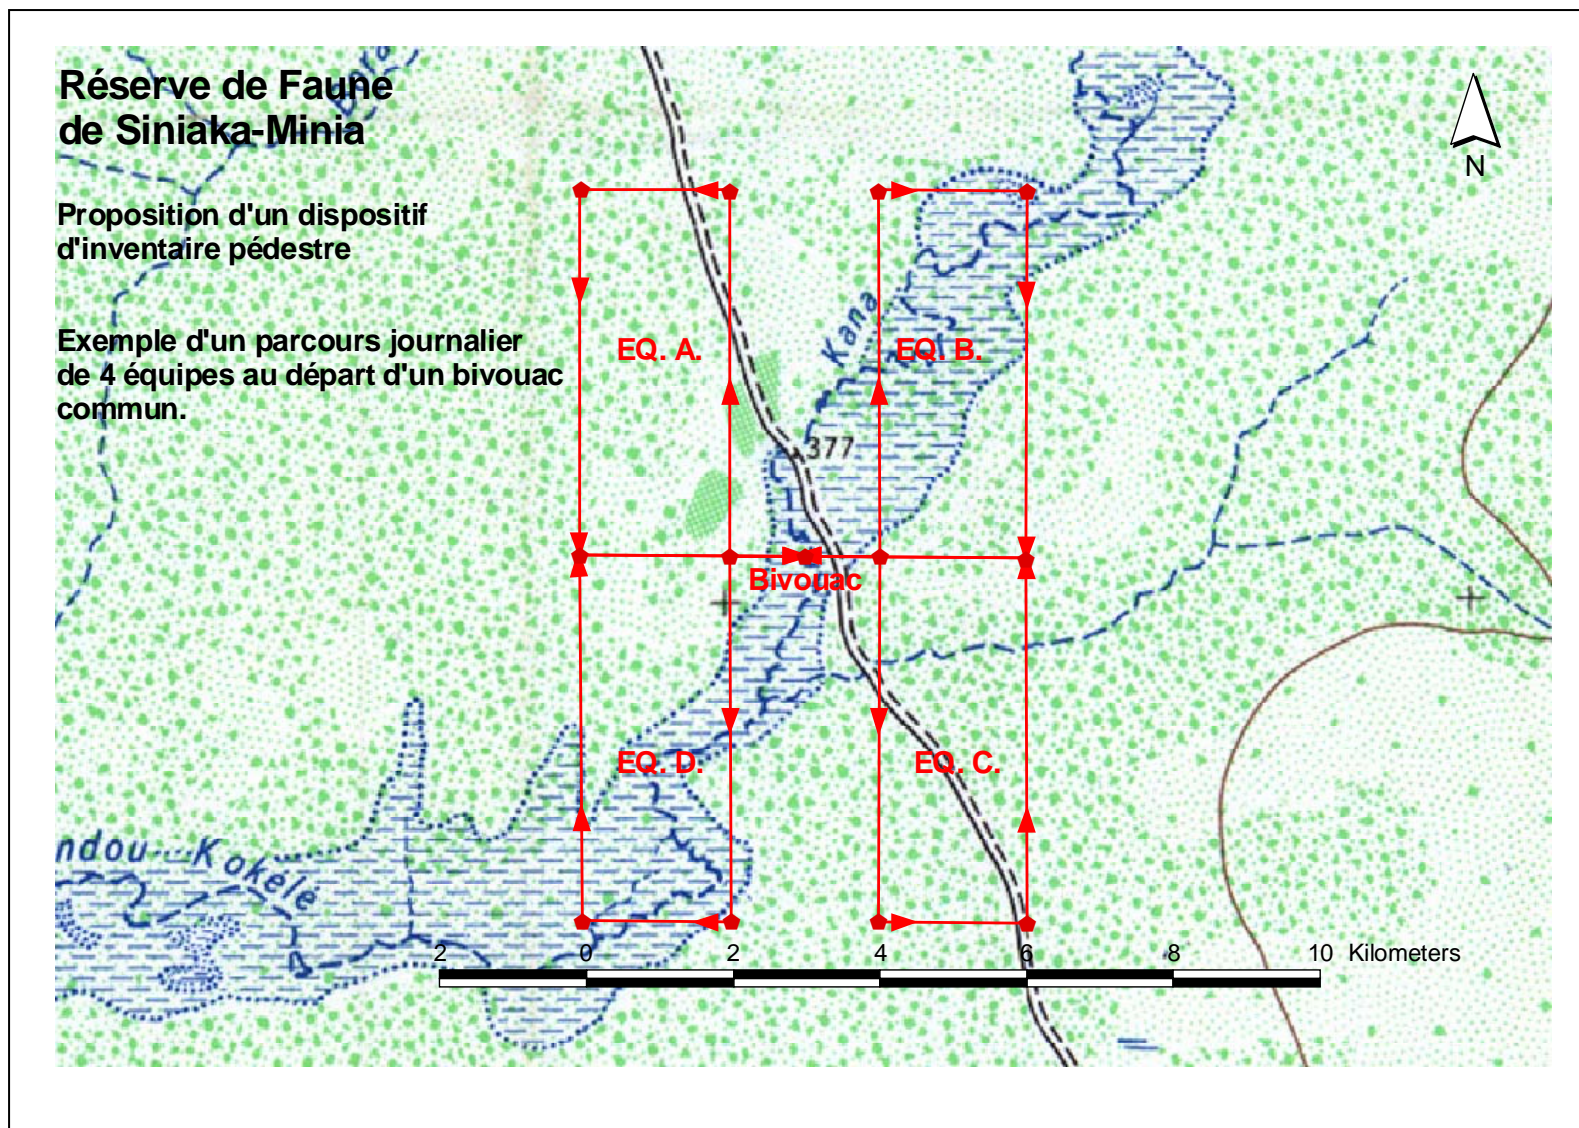 Réserve de Faune
de Siniaka-Minia
Proposition d'un dispositif
d'inventaire pédestre
Exemple d'un parcours journalier
de 4 équipes au départ d'un bivouac
commun.
N
EQ. A.
Kana
EQ. B.
377
Bivouac
EQ. D.
EQ. C.
ndou
Kokélé
2 0 2 4 6 8 10 Kilometers